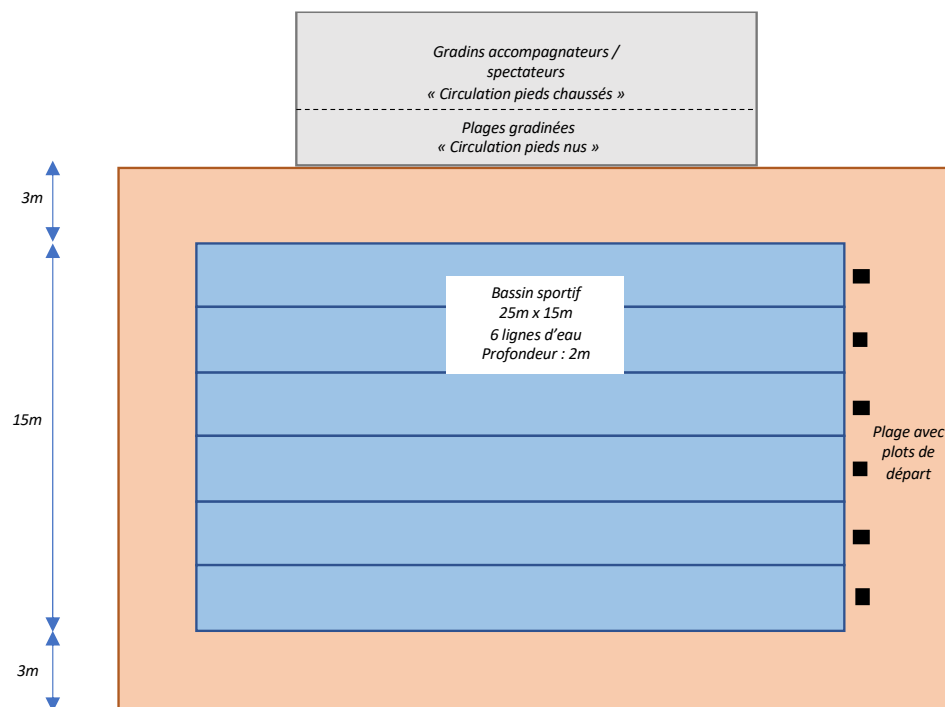 Gradins accompagnateurs /
spectateurs
« Circulation pieds chaussés »
Plages gradinées
« Circulation pieds nus »
3m
Bassin sportif
25m x 15m
6 lignes d’eau
Profondeur : 2m
15m
Plage avec
plots de
départ
3m